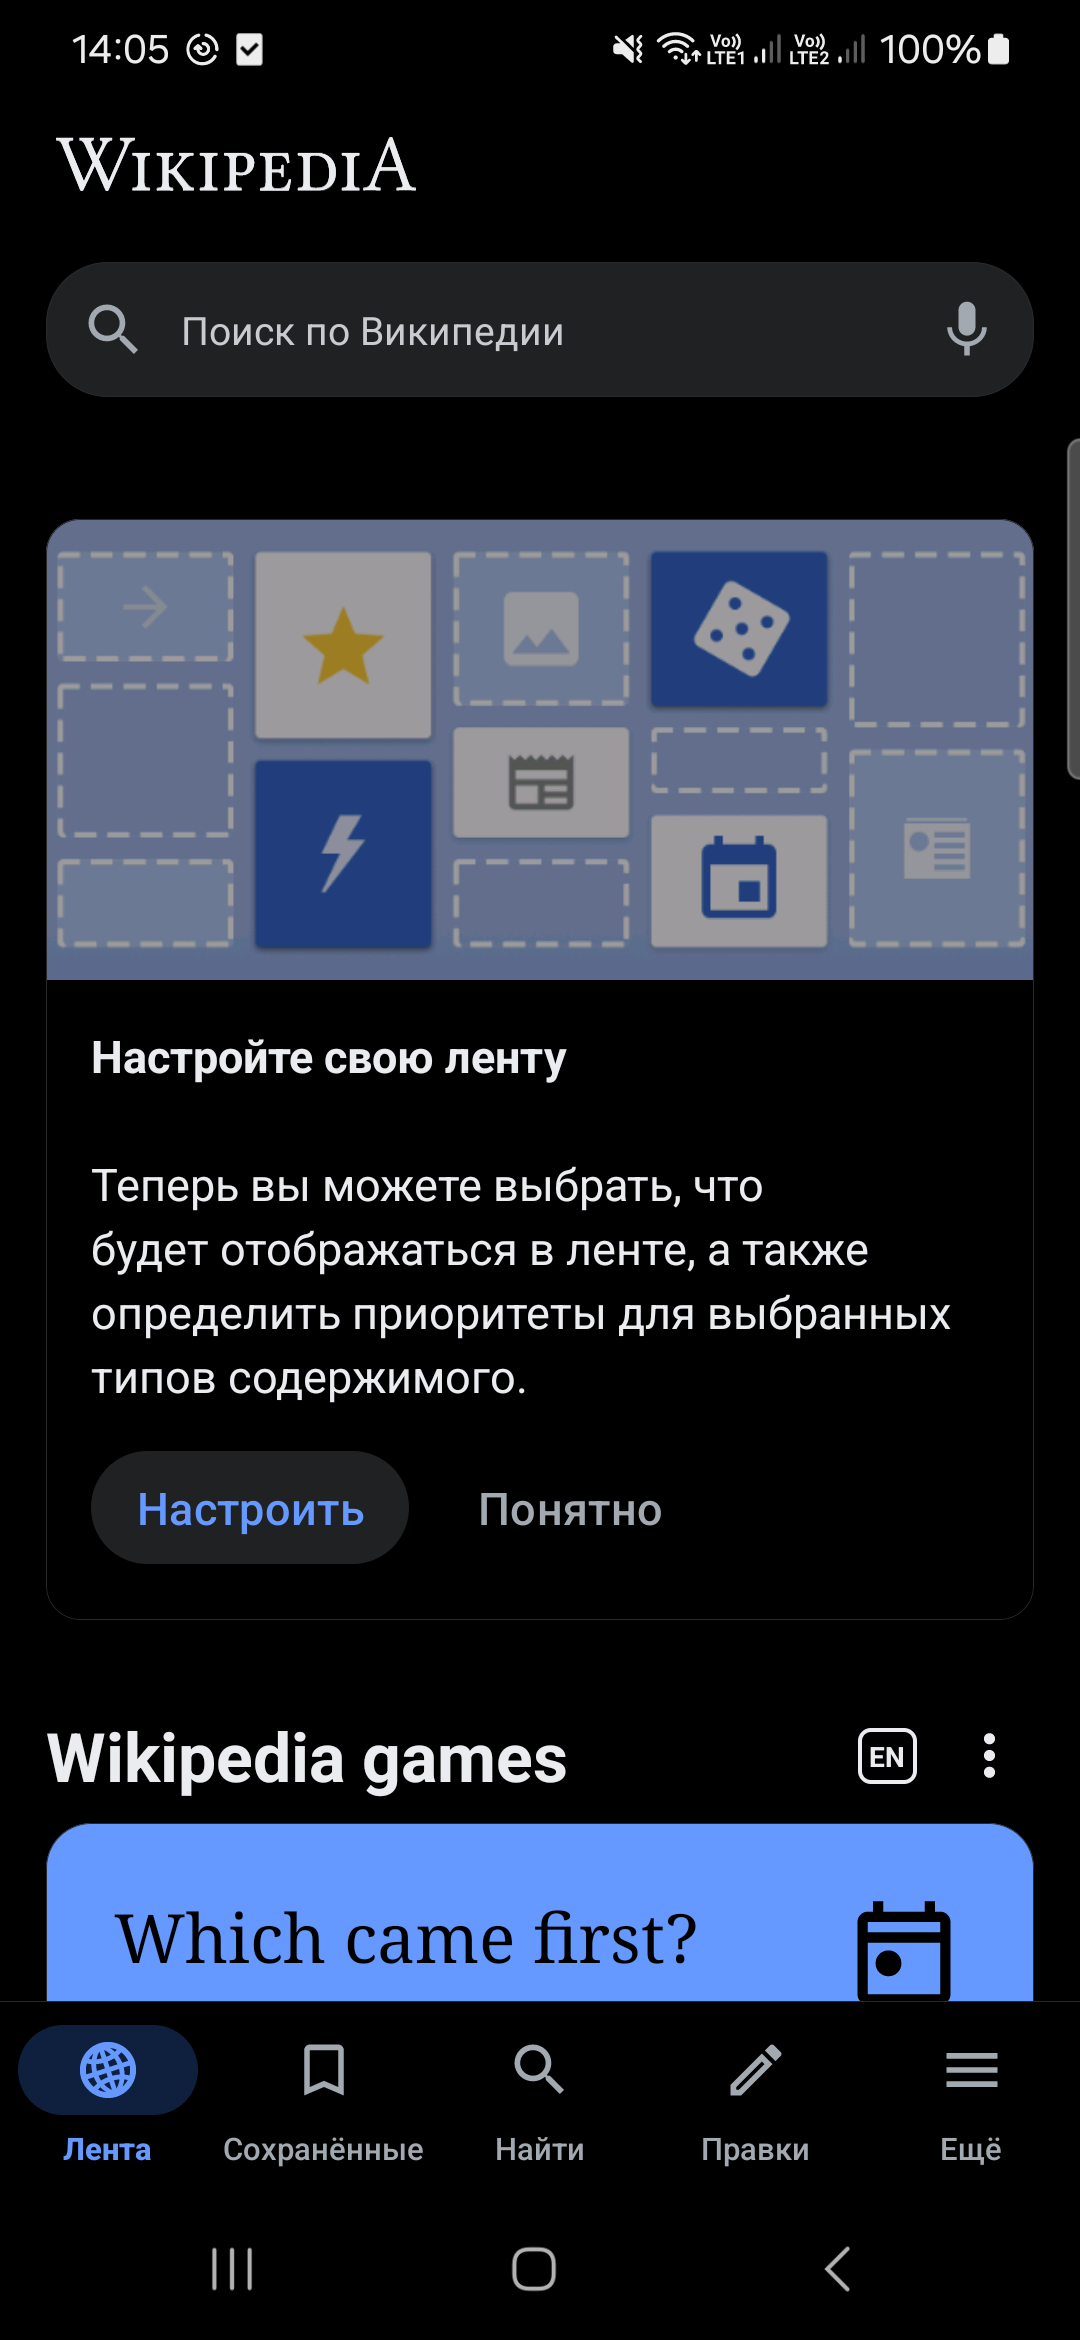 14:05
Vo)) LTE1 Vo)) LTE2 100%
WIKIPEDIA
Поиск по Википедии
Настройте свою ленту
Теперь вы можете выбрать, что
будет отображаться в ленте, а также
определить приоритеты для выбранных
типов содержимого.
Настроить Понятно
Wikipedia games EN
Which came first?
Лента Сохранённые Найти Правки Ещё